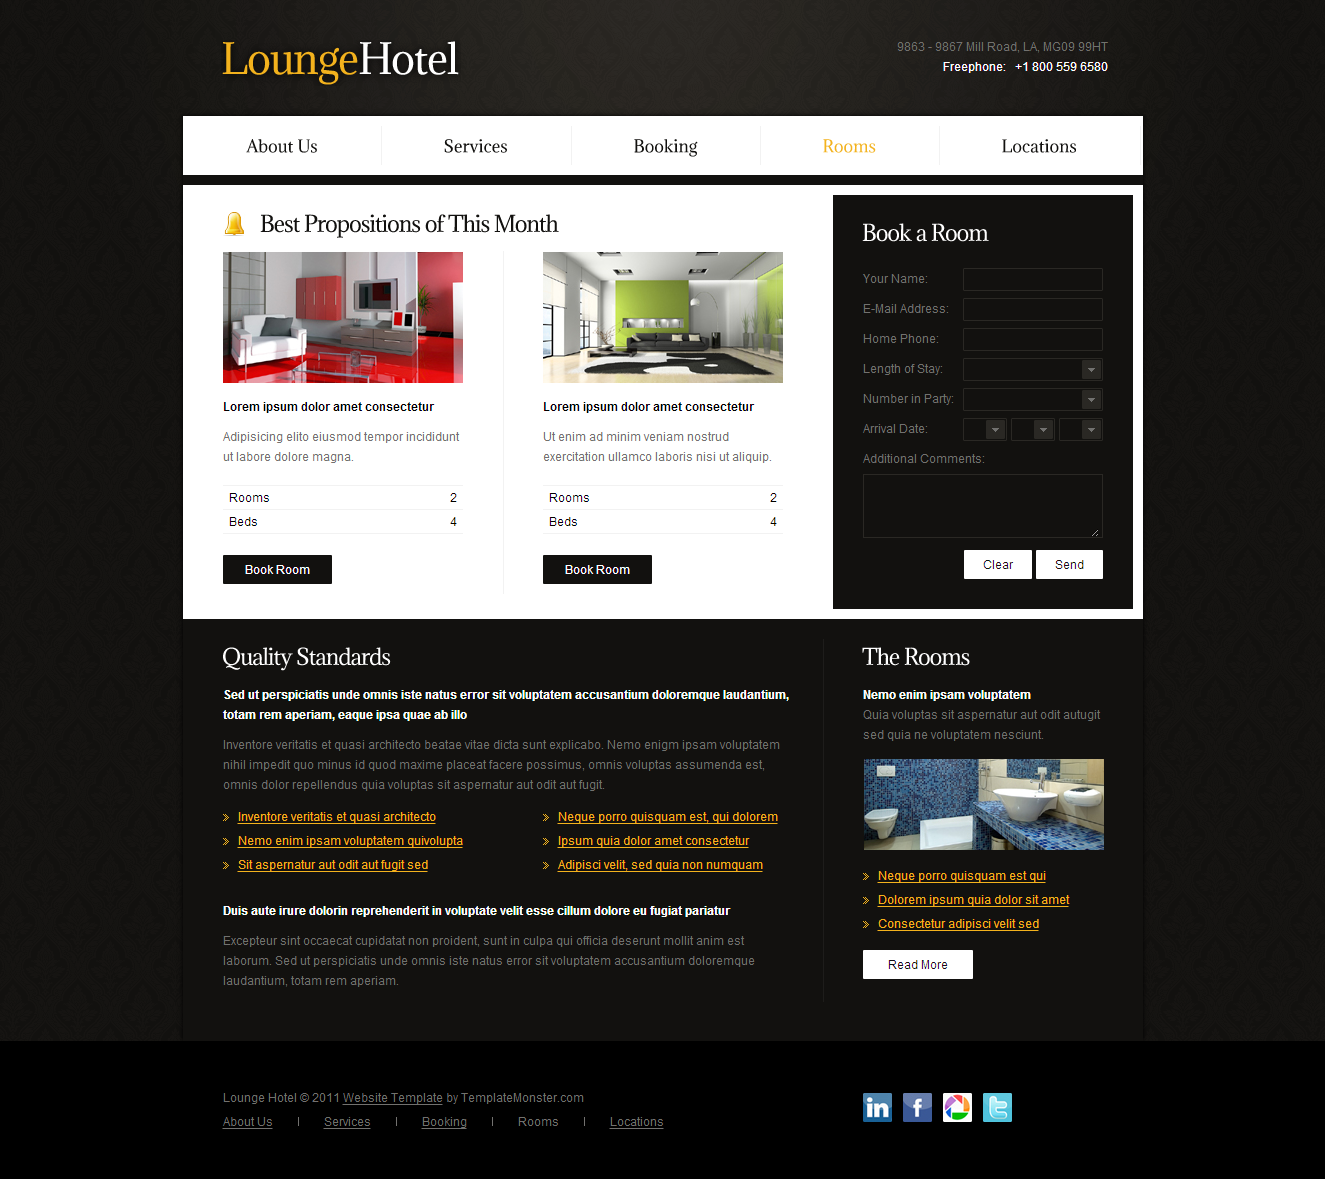 LoungeHotel
9863 - 9867 Mill Road, LA, MG09 99HT
Freephone: +1 800 559 6580
About Us
Services
Booking
Rooms
Locations
Best Propositions of This Month
Lorem ipsum dolor amet consectetur
Adipisicing elito eiusmod tempor incididunt
ut labore dolore magna.
Rooms 2
Beds 4
Book Room
Lorem ipsum dolor amet consectetur
Ut enim ad minim veniam nostrud
exercitation ullamco laboris nisi ut aliquip.
Rooms 2
Beds 4
Book Room
Book a Room
Your Name:
E-Mail Address:
Home Phone:
Length of Stay:
Number in Party:
Arrival Date:
Additional Comments:
Clear
Send
Quality Standards
Sed ut perspiciatis unde omnis iste natus error sit voluptatem accusantium doloremque laudantium,
totam rem aperiam, eaque ipsa quae ab illo
Inventore veritatis et quasi architecto beatae vitae dicta sunt explicabo. Nemo enigm ipsam voluptatem
nihil impedit quo minus id quod maxime placeat facere possimus, omnis voluptas assumenda est,
omnis dolor repellendus quia voluptas sit aspernatur aut odit aut fugit.
Inventore veritatis et quasi architecto
Nemo enim ipsam voluptatem quivolupta
Sit aspernatur aut odit aut fugit sed
Neque porro quisquam est, qui dolorem
Ipsum quia dolor amet consectetur
Adipisci velit, sed quia non numquam
Duis aute irure dolorin reprehenderit in voluptate velit esse cillum dolore eu fugiat pariatur
Excepteur sint occaecat cupidatat non proident, sunt in culpa qui officia deserunt mollit anim est
laborum. Sed ut perspiciatis unde omnis iste natus error sit voluptatem accusantium doloremque
laudantium, totam rem aperiam.
The Rooms
Nemo enim ipsam voluptatem
Quia voluptas sit aspernatur aut odit autugit
sed quia ne voluptatem nesciunt.
Neque porro quisquam est qui
Dolorem ipsum quia dolor sit amet
Consectetur adipisci velit sed
Read More
Lounge Hotel © 2011 Website Template by TemplateMonster.com
About Us | Services | Booking | Rooms | Locations
in
f
t